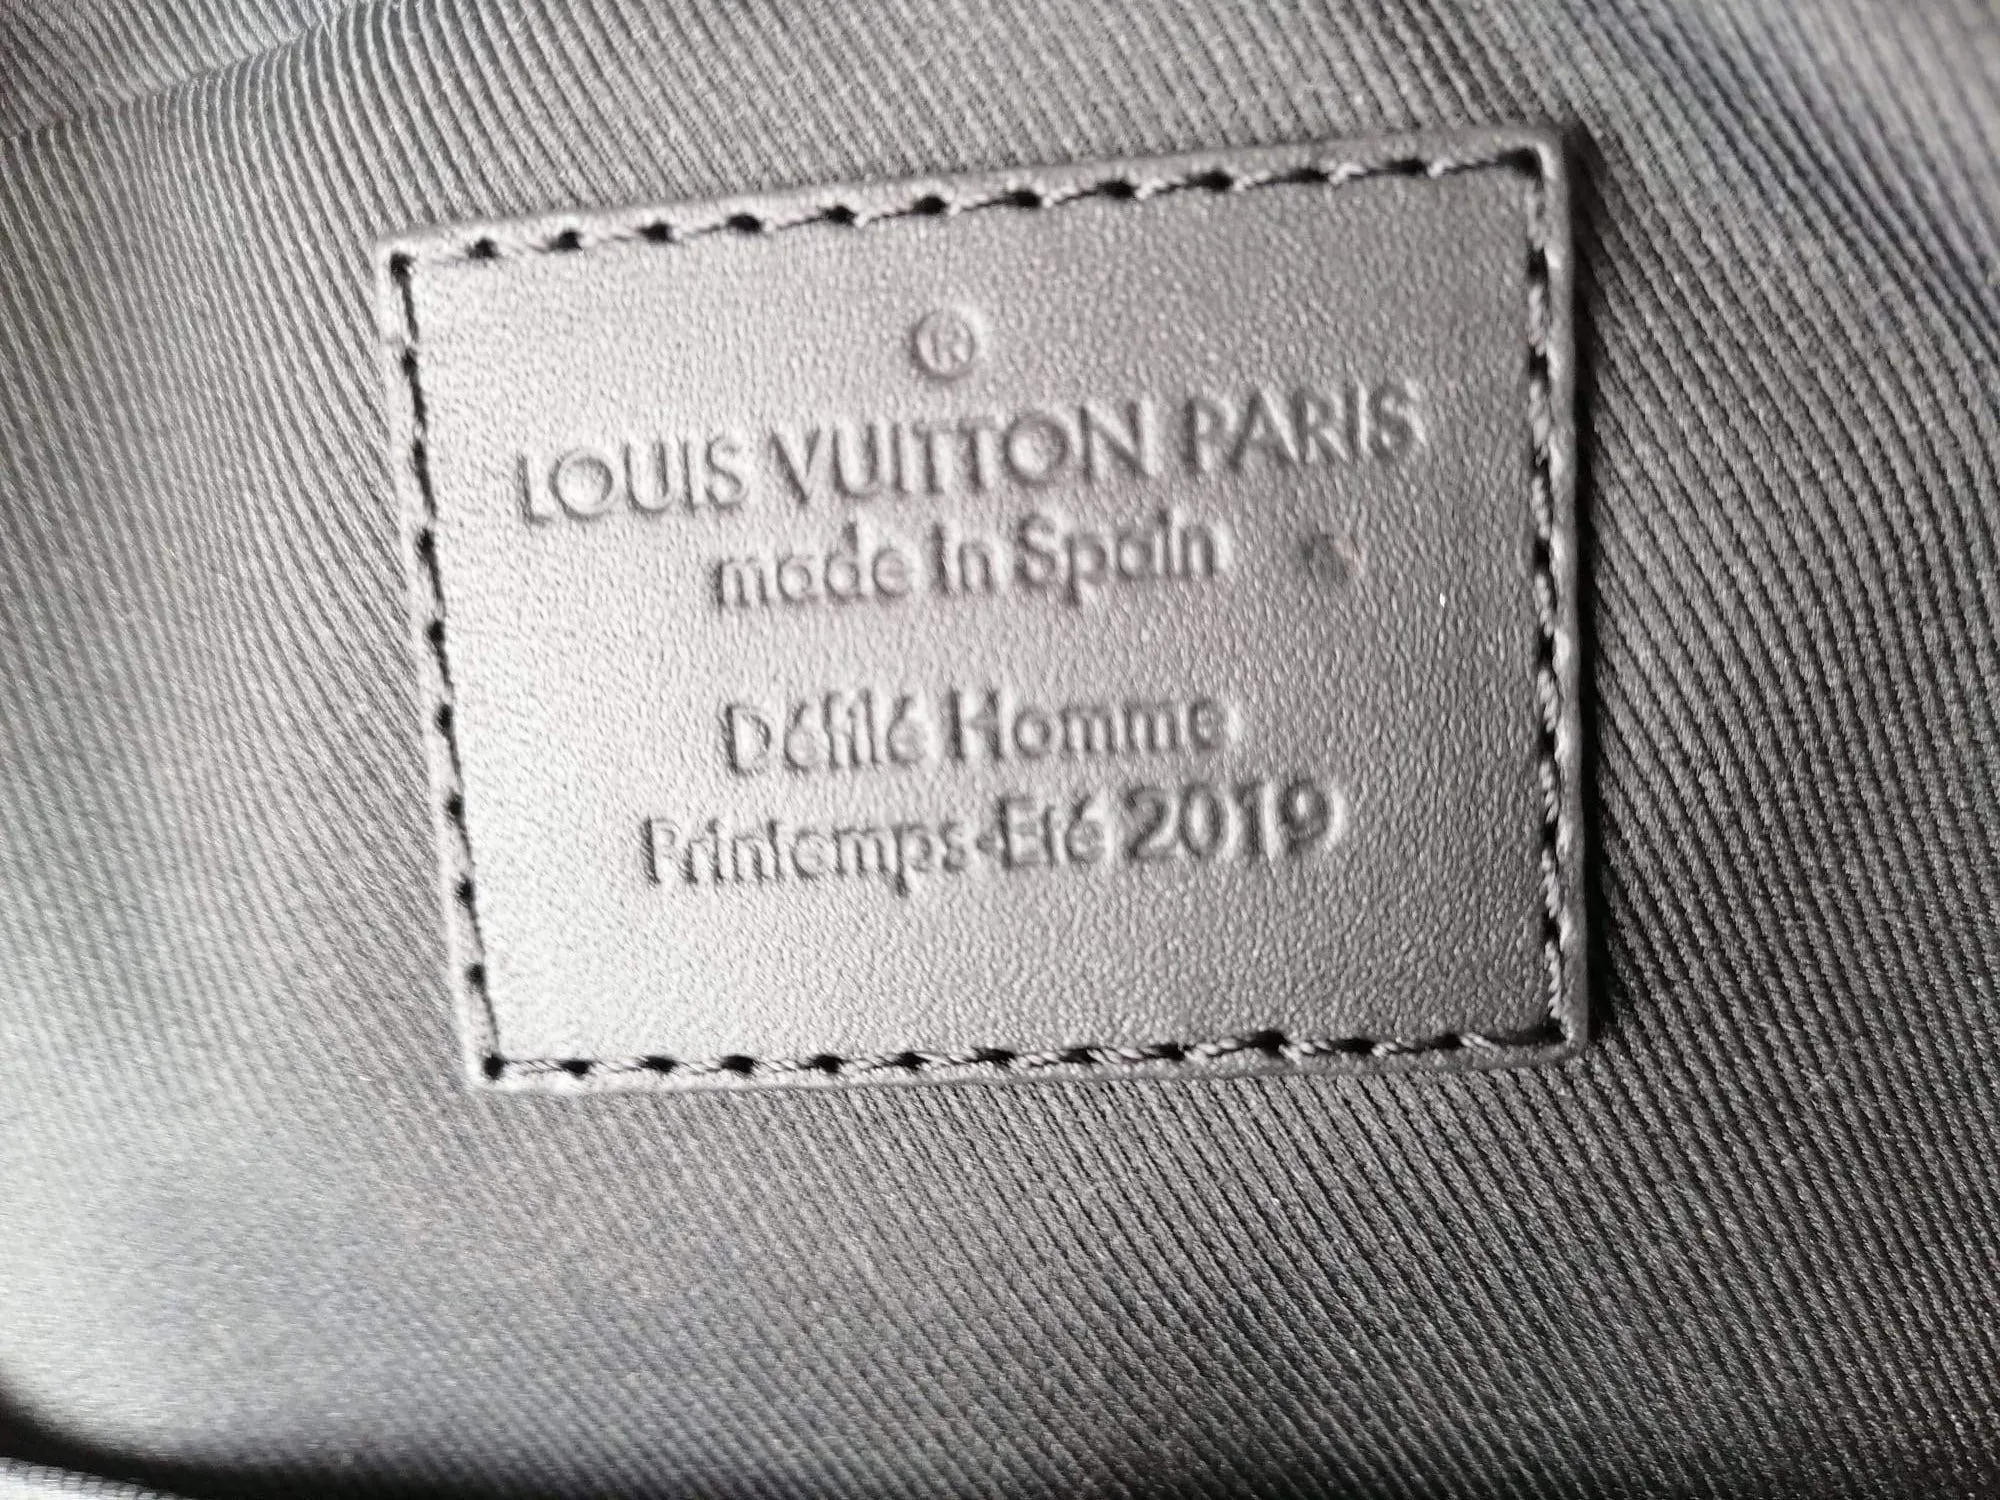 ®
LOUIS VUITTON PARIS
made in Spain
Défilé Homme
Printemps-Eté 2019